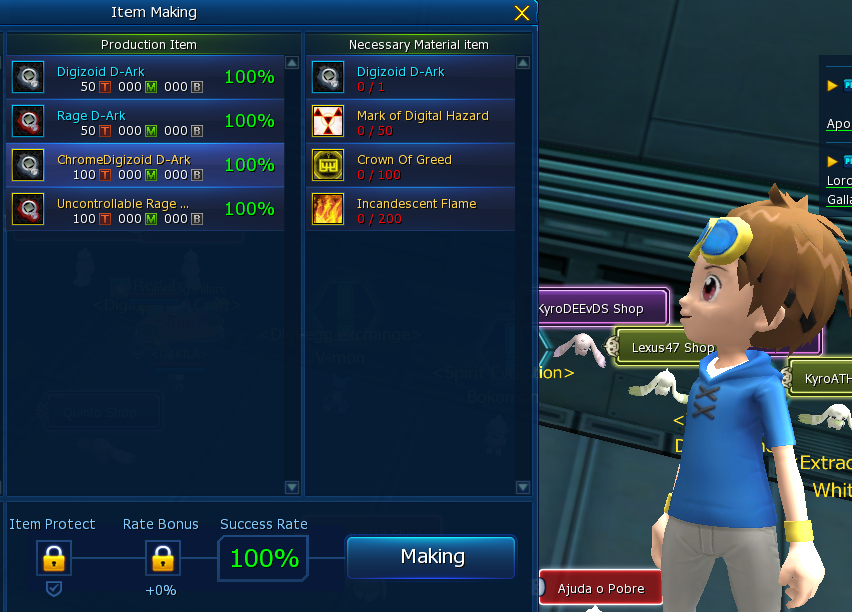 Item Making
Production Item
Necessary Material item
Digizoid D-Ark
50 T 000 M 000 B
100%
Rage D-Ark
50 T 000 M 000 B
100%
ChromeDigizoid D-Ark
100 T 000 M 000 B
100%
Uncontrollable Rage ...
100 T 000 M 000 B
100%
Digizoid D-Ark
0 / 1
Mark of Digital Hazard
0 / 50
Crown Of Greed
0 / 100
Incandescent Flame
0 / 200
Item Protect
Rate Bonus
Success Rate
+0%
100%
Making
Apo
Lord
Galla
KyroDEEvDS Shop
Lexus47 Shop
KyroATH
ion>
Extrac
Whit
Ajuda o Pobre